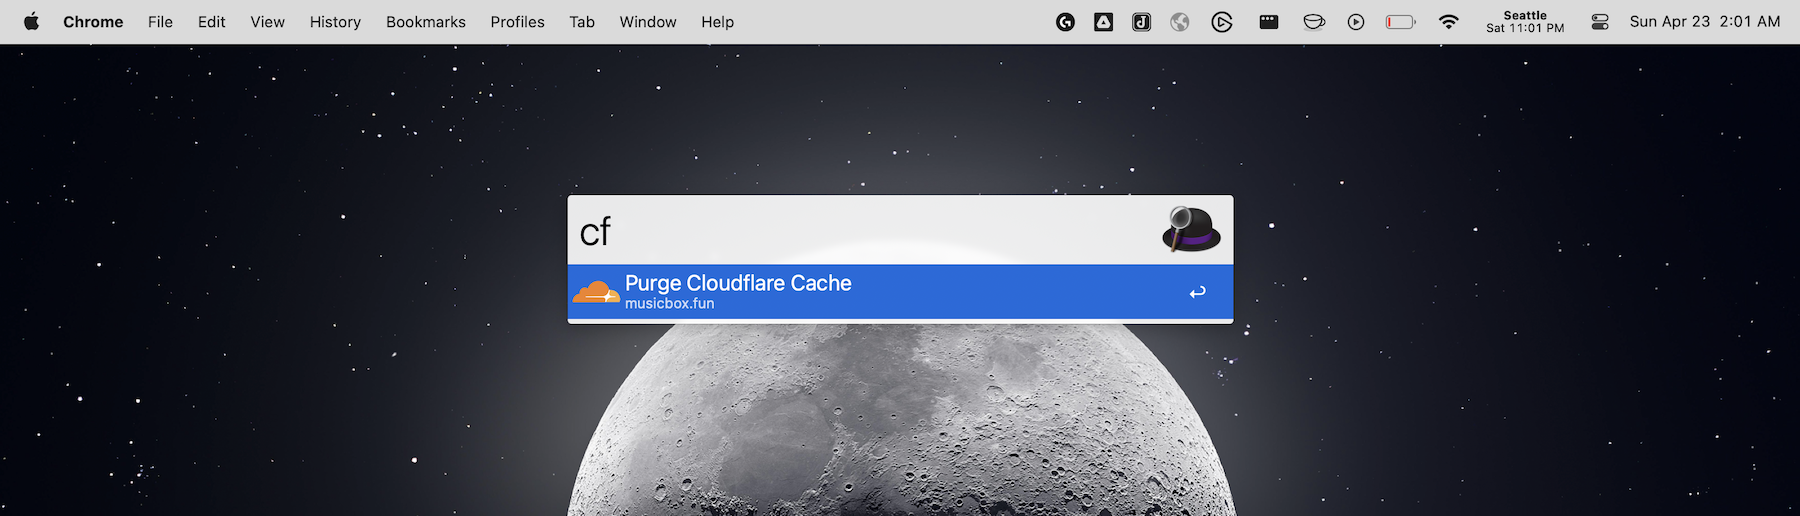 Chrome File Edit View History Bookmarks Profiles Tab Window Help Seattle Sun Apr 23 2:01 AM
Sat 11:01 PM
cf
Purge Cloudflare Cache
musicbox.fun